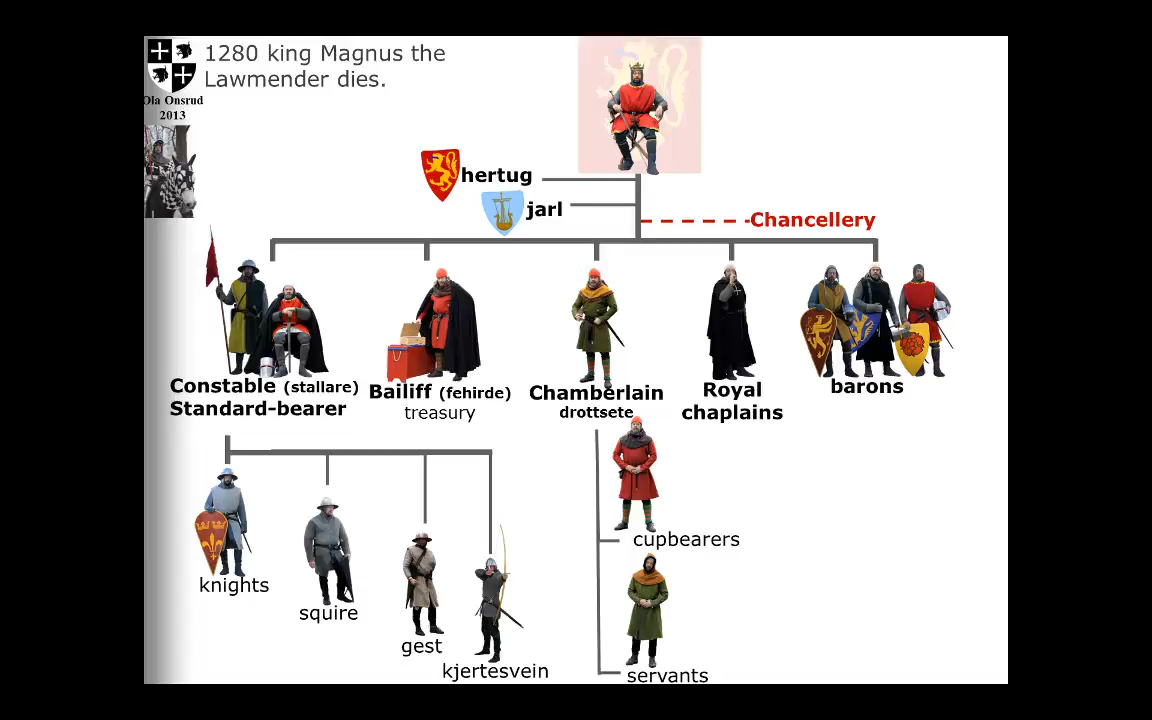 1280 king Magnus the
Lawmender dies.
Ola Onsrud
2013
hertug
jarl
Chancellery
Constable (stallare)
Standard-bearer
Bailiff (fehirde)
treasury
Chamberlain
drottsete
Royal
chaplains
barons
cupbearers
servants
knights
squire
gest
kjertesvein